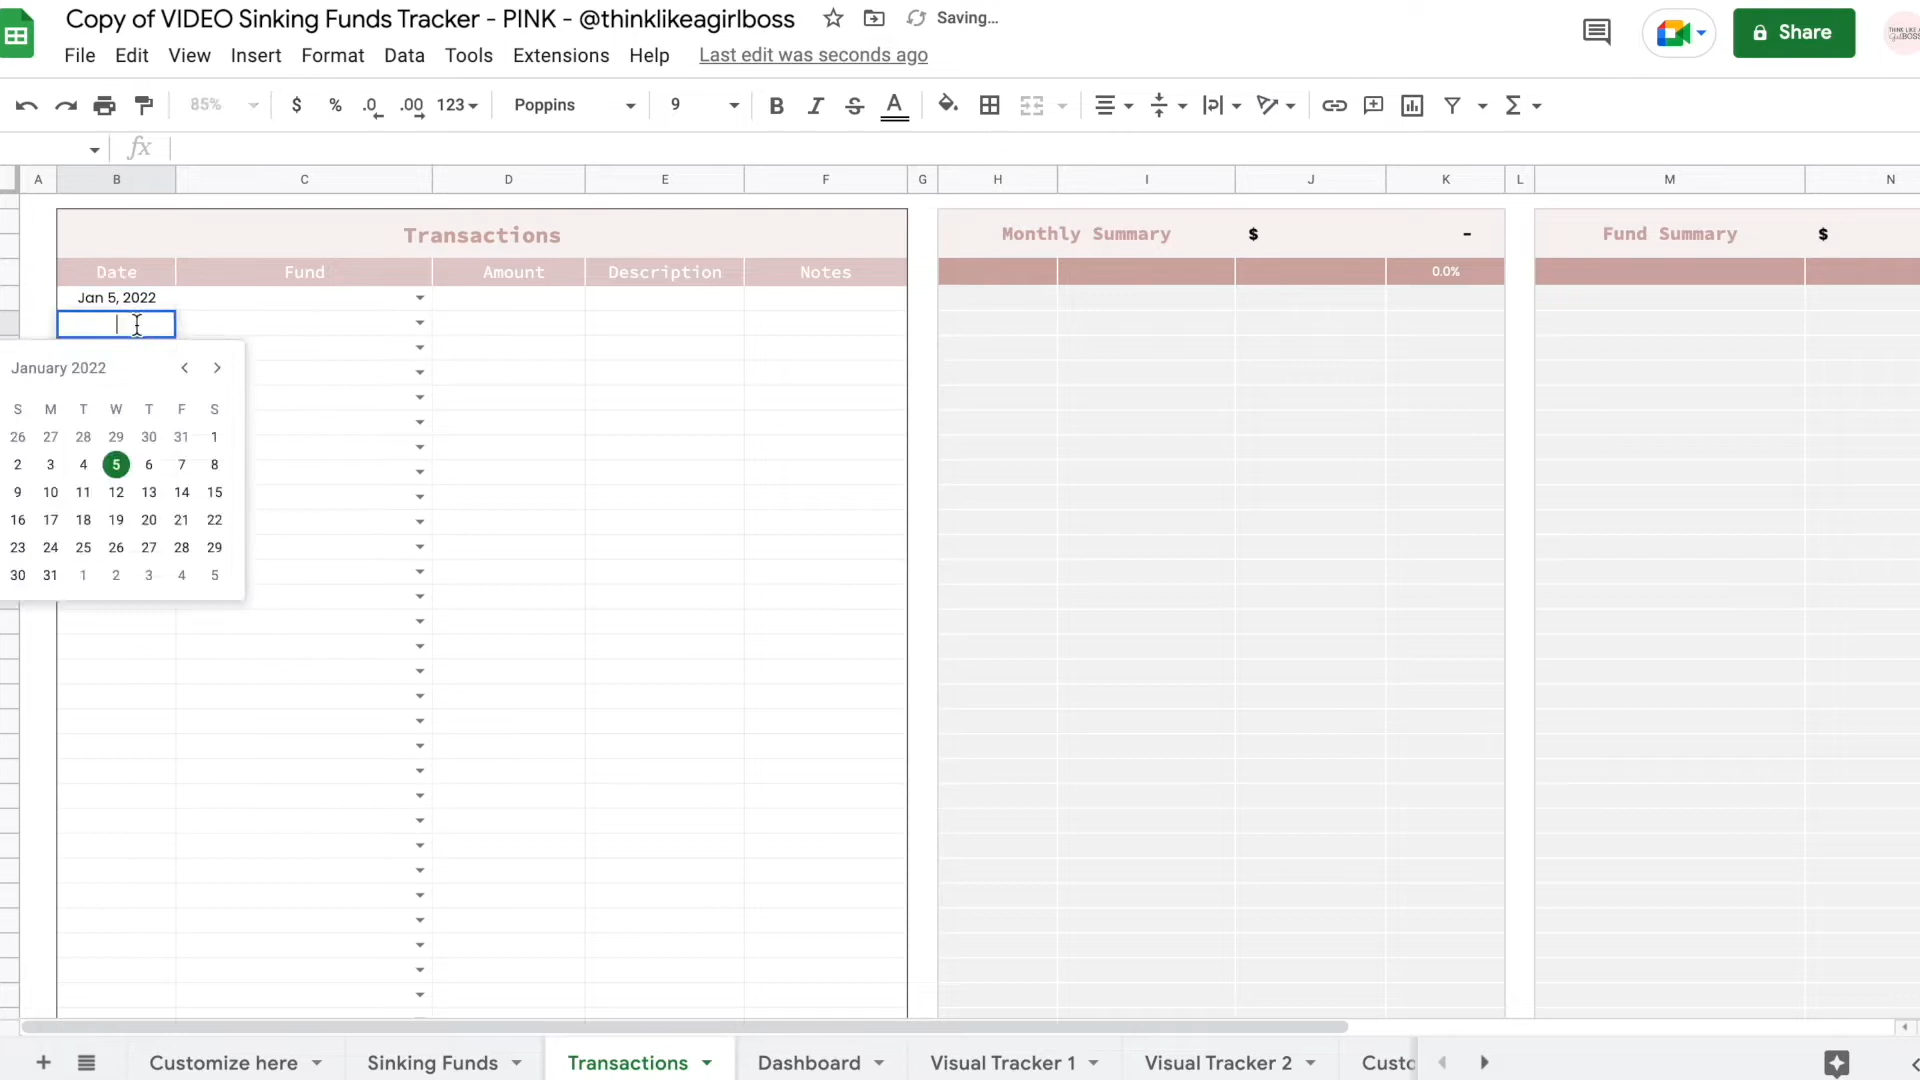 Copy of VIDEO Sinking Funds Tracker - PINK - @thinklikeagirlboss
Saving...
Share
File Edit View Insert Format Data Tools Extensions Help Last edit was seconds ago
85% $ % .0 .00 123 Poppins 9 B I S A Σ
fx
A B C D E F G H I J K L M N
Transactions
Date Fund Amount Description Notes
Jan 5, 2022
January 2022
S M T W T F S
26 27 28 29 30 31 1
2 3 4 5 6 7 8
9 10 11 12 13 14 15
16 17 18 19 20 21 22
23 24 25 26 27 28 29
30 31 1 2 3 4 5
Monthly Summary $ -
0.0%
Fund Summary $
Customize here Sinking Funds Transactions Dashboard Visual Tracker 1 Visual Tracker 2 Custo